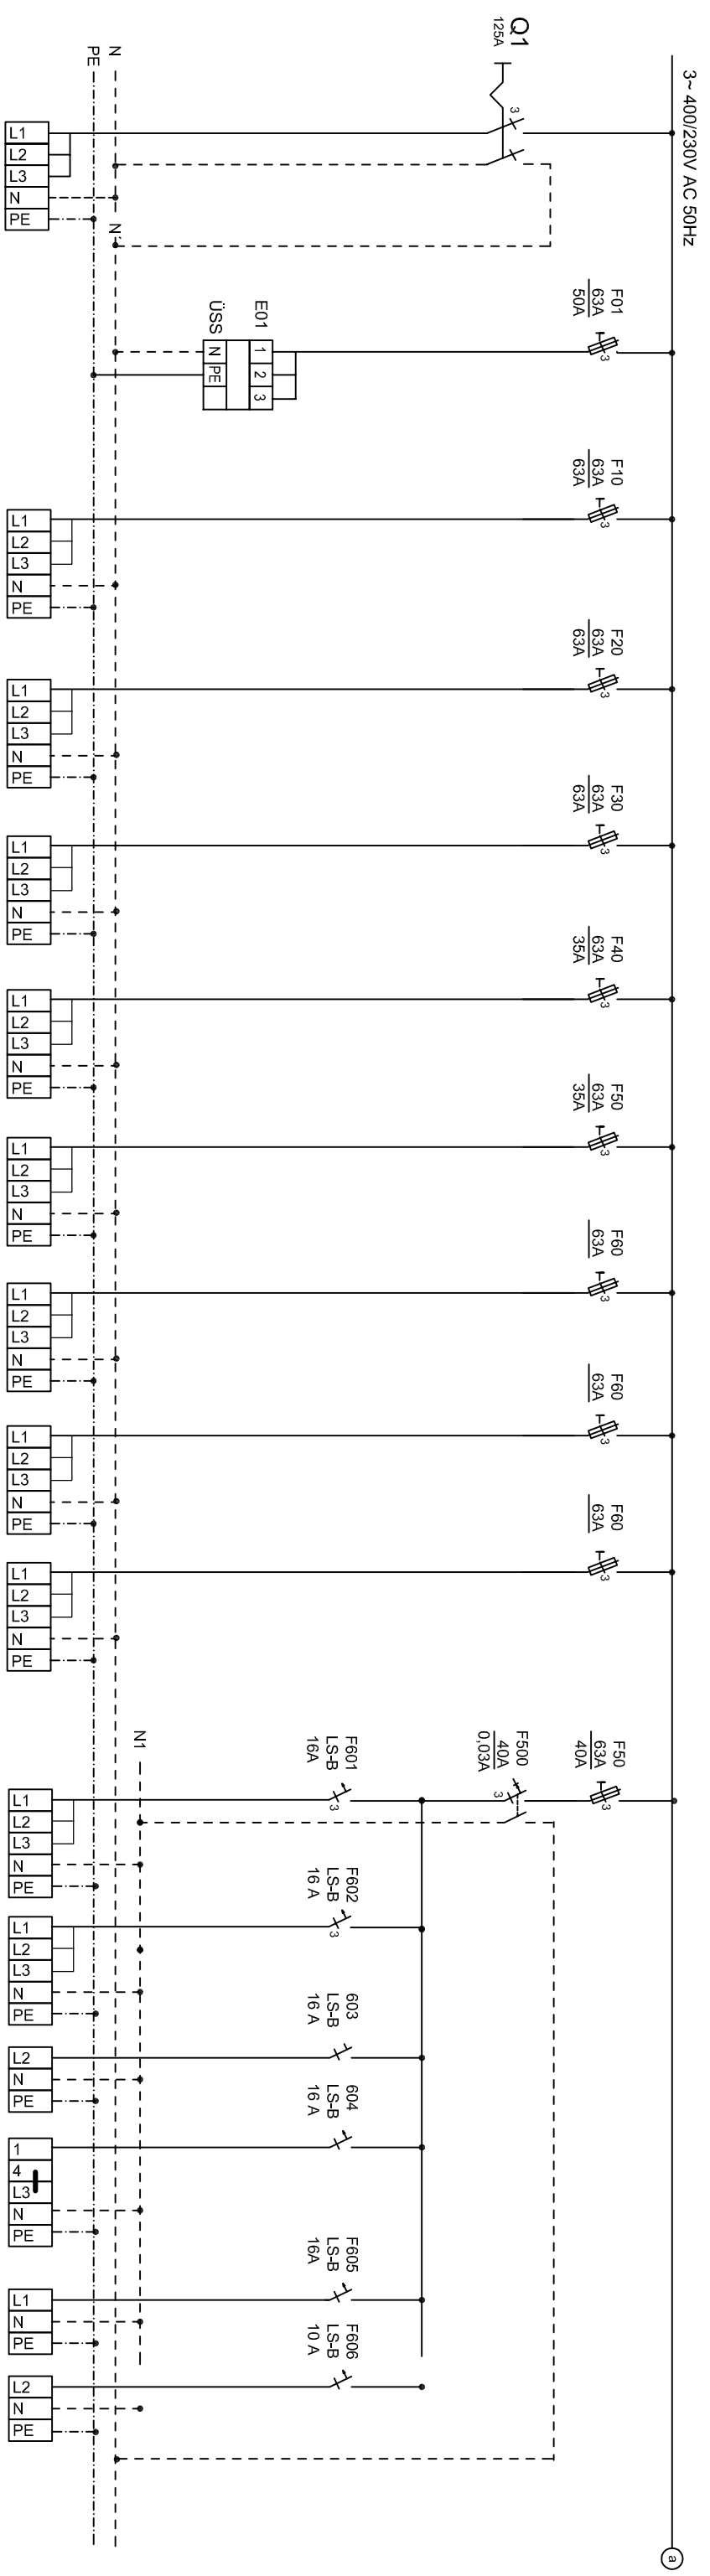 3~ 400/230V AC 50Hz
Q1
125A
3
N
PE
L1
L2
L3
N
PE
N'
F01
63A
50A
3
E01
ÜSS
1
2
3
N
PE
F10
63A
63A
3
L1
L2
L3
N
PE
F20
63A
63A
3
L1
L2
L3
N
PE
F30
63A
63A
3
L1
L2
L3
N
PE
F40
63A
35A
3
L1
L2
L3
N
PE
F50
63A
35A
3
L1
L2
L3
N
PE
F60
63A
3
L1
L2
L3
N
PE
F60
63A
3
L1
L2
L3
N
PE
F60
63A
3
L1
L2
L3
N
PE
F50
63A
40A
3
F500
40A
0,03A
3
N1
F601
LS-B
16A
3
L1
L2
L3
N
PE
F602
LS-B
16 A
3
L1
L2
L3
N
PE
603
LS-B
16 A
L2
N
PE
604
LS-B
16 A
1
4
L3
N
PE
F605
LS-B
16A
L1
N
PE
F606
LS-B
10 A
L2
N
PE
a